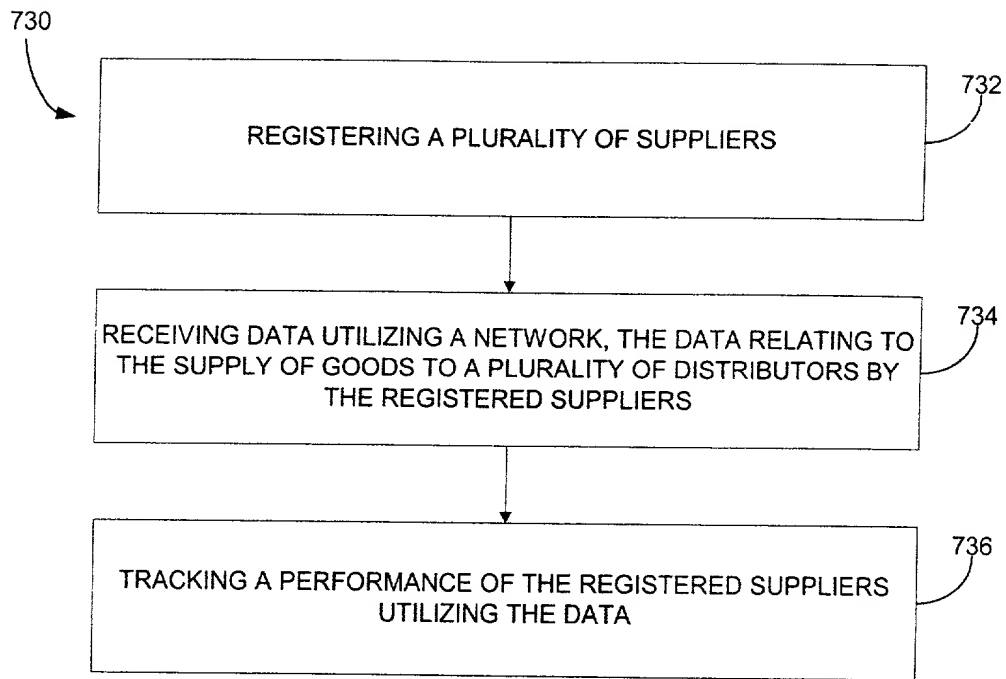 730
732
REGISTERING A PLURALITY OF SUPPLIERS
734
RECEIVING DATA UTILIZING A NETWORK, THE DATA RELATING TO
THE SUPPLY OF GOODS TO A PLURALITY OF DISTRIBUTORS BY
THE REGISTERED SUPPLIERS
736
TRACKING A PERFORMANCE OF THE REGISTERED SUPPLIERS
UTILIZING THE DATA